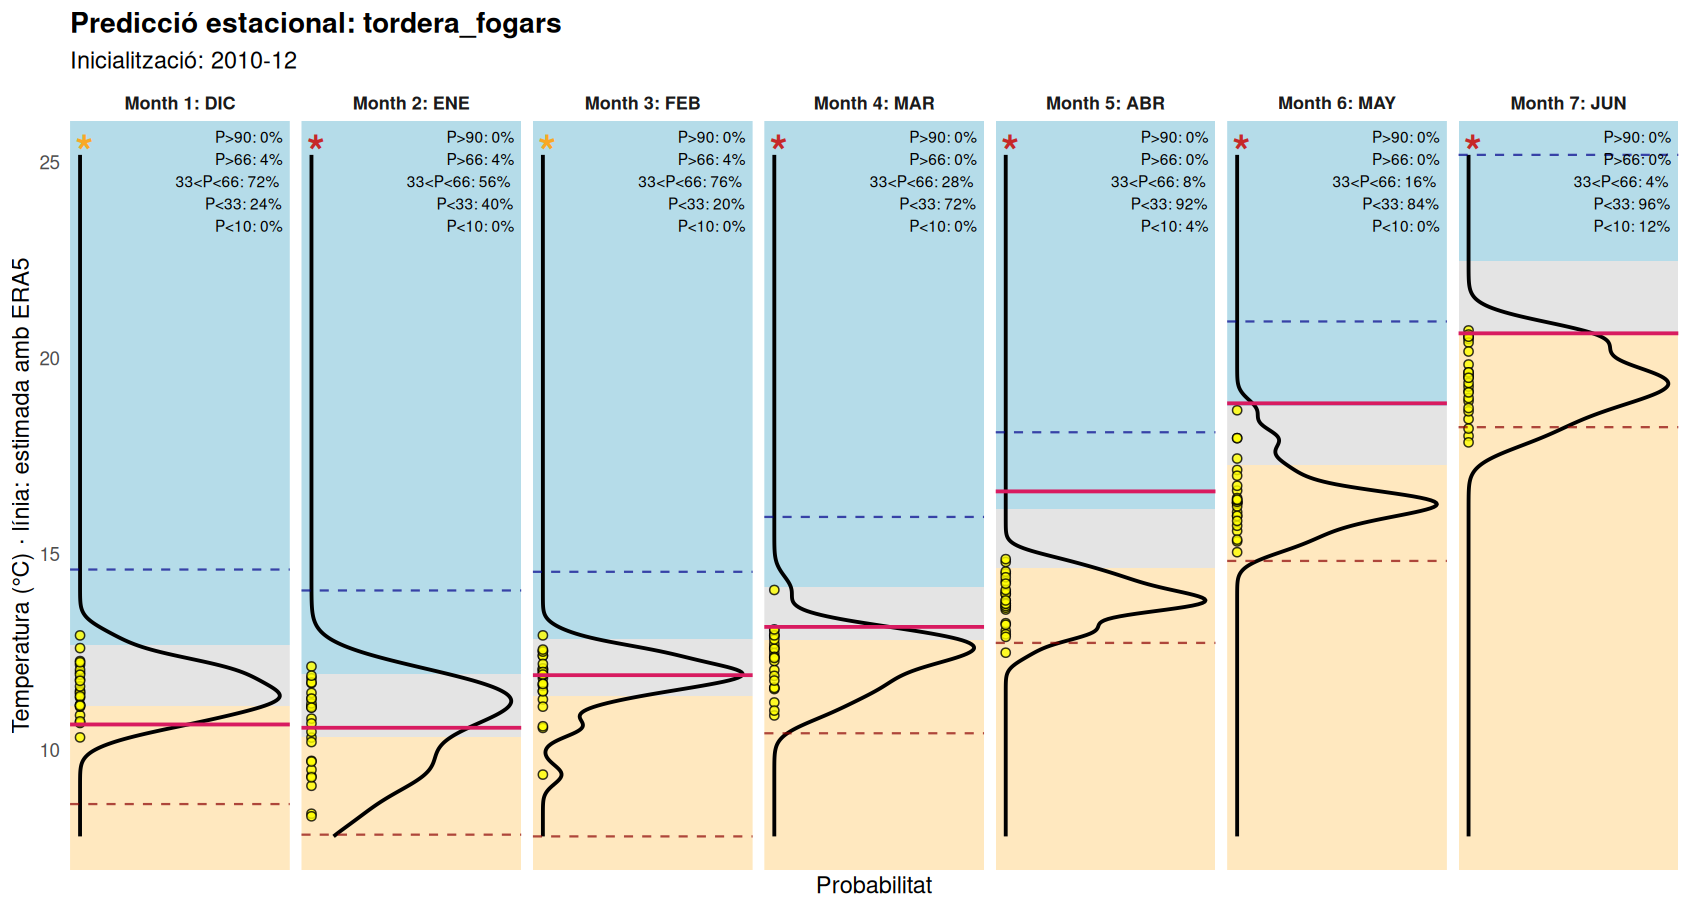 Predicció estacional: tordera_fogars
Inicialització: 2010-12
Month 1: DIC
Month 2: ENE
Month 3: FEB
Month 4: MAR
Month 5: ABR
Month 6: MAY
Month 7: JUN
*
P>90: 0%
P>66: 4%
33<P<66: 72%
P<33: 24%
P<10: 0%
*
P>90: 0%
P>66: 4%
33<P<66: 56%
P<33: 40%
P<10: 0%
*
P>90: 0%
P>66: 4%
33<P<66: 76%
P<33: 20%
P<10: 0%
*
P>90: 0%
P>66: 0%
33<P<66: 28%
P<33: 72%
P<10: 0%
*
P>90: 0%
P>66: 0%
33<P<66: 8%
P<33: 92%
P<10: 4%
*
P>90: 0%
P>66: 0%
33<P<66: 16%
P<33: 84%
P<10: 0%
*
P>90: 0%
P>66: 0%
33<P<66: 4%
P<33: 96%
P<10: 12%
25
20
15
10
Temperatura (°C) · línia: estimada amb ERA5
Probabilitat